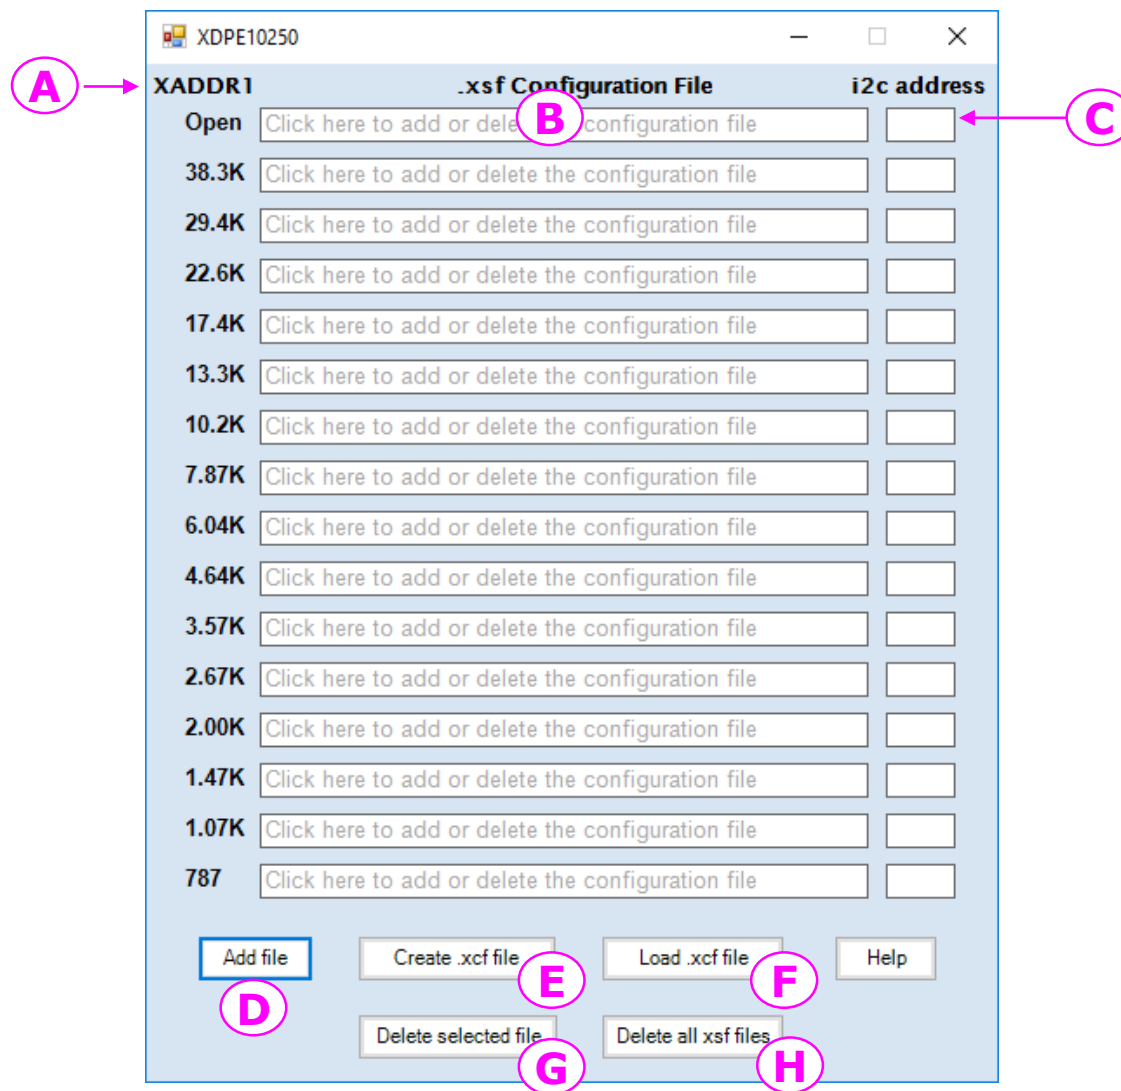 XDPE10250
A XADDR1 .xsf Configuration File i2c address
Open Click here to add or dele B configuration file C
38.3K Click here to add or delete the configuration file
29.4K Click here to add or delete the configuration file
22.6K Click here to add or delete the configuration file
17.4K Click here to add or delete the configuration file
13.3K Click here to add or delete the configuration file
10.2K Click here to add or delete the configuration file
7.87K Click here to add or delete the configuration file
6.04K Click here to add or delete the configuration file
4.64K Click here to add or delete the configuration file
3.57K Click here to add or delete the configuration file
2.67K Click here to add or delete the configuration file
2.00K Click here to add or delete the configuration file
1.47K Click here to add or delete the configuration file
1.07K Click here to add or delete the configuration file
787 Click here to add or delete the configuration file
Add file Create .xcf file Load .xcf file Help
D E F
Delete selected file Delete all xsf files
G H